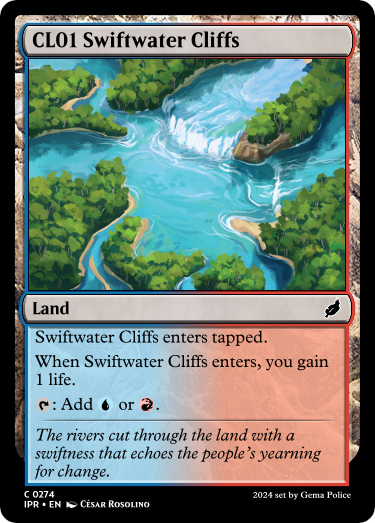 CL01 Swiftwater Cliffs
Land
Swiftwater Cliffs enters tapped.
When Swiftwater Cliffs enters, you gain
1 life.
: Add or .
The rivers cut through the land with a
swiftness that echoes the people's yearning
for change.
C 0274
IPR • EN César Rosolino
2024 set by Gema Police